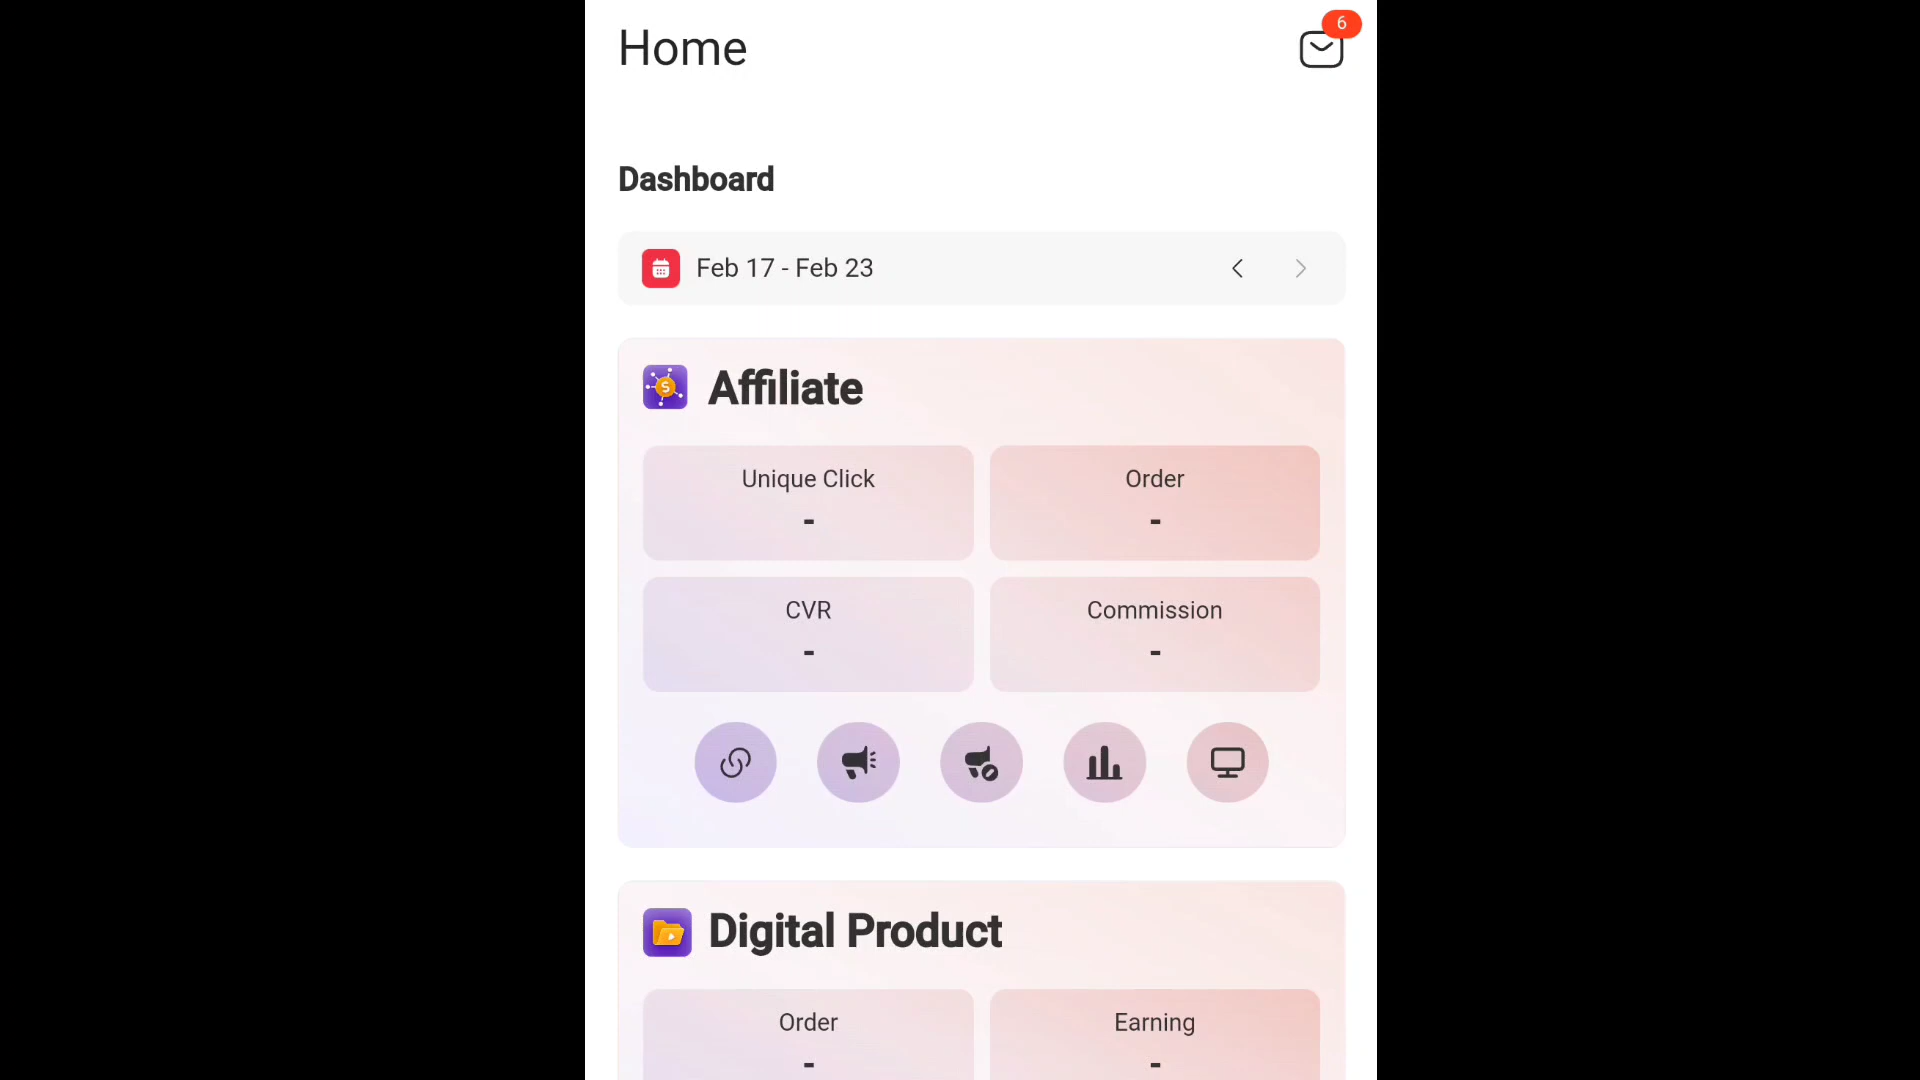 Home
6
Dashboard
Feb 17 - Feb 23
Affiliate
Unique Click
-
Order
-
CVR
-
Commission
-
Digital Product
Order
-
Earning
-